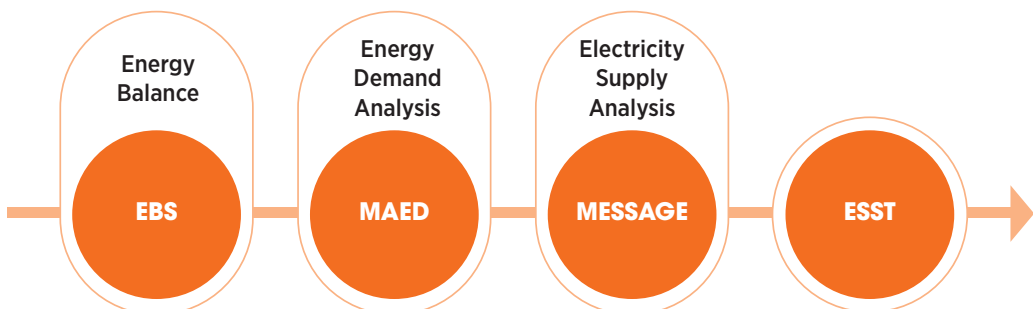 Energy
Balance
EBS
Energy
Demand
Analysis
MAED
Electricity
Supply
Analysis
MESSAGE
ESST